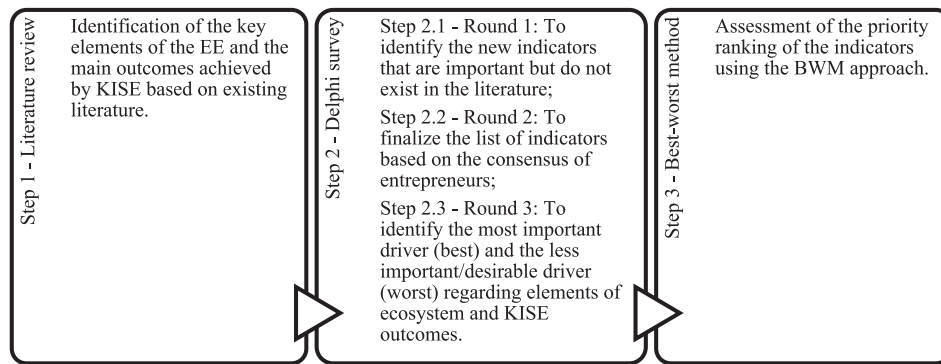 Step 1 - Literature review
Identification of the key
elements of the EE and the
main outcomes achieved
by KISE based on existing
literature.
Step 2 - Delphi survey
Step 2.1 - Round 1: To
identify the new indicators
that are important but do not
exist in the literature;
Step 2.2 - Round 2: To
finalize the list of indicators
based on the consensus of
entrepreneurs;
Step 2.3 - Round 3: To
identify the most important
driver (best) and the less
important/desirable driver
(worst) regarding elements of
ecosystem and KISE
outcomes.
Step 3 - Best-worst method
Assessment of the priority
ranking of the indicators
using the BWM approach.